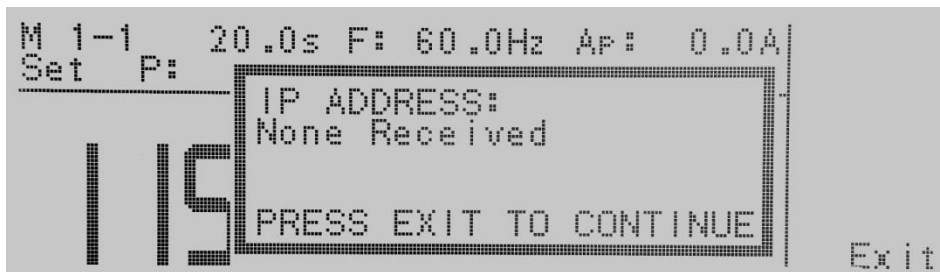 M 1-1 20.0s F: 60.0Hz Ap: 0.0A
Set P:
IP ADDRESS:
None Received
115
PRESS EXIT TO CONTINUE
Exit